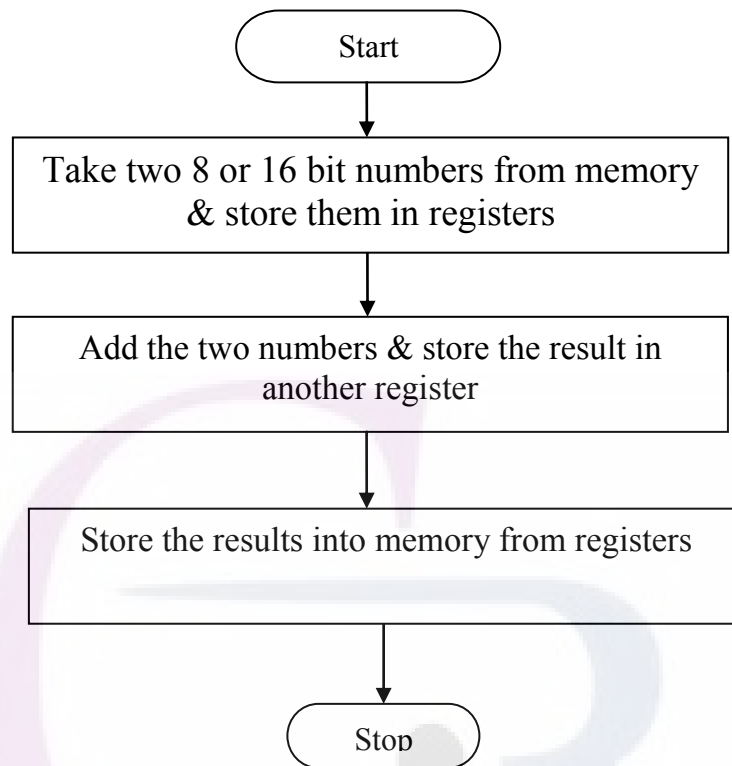 Start
Take two 8 or 16 bit numbers from memory
& store them in registers
Add the two numbers & store the result in
another register
Store the results into memory from registers
Stop